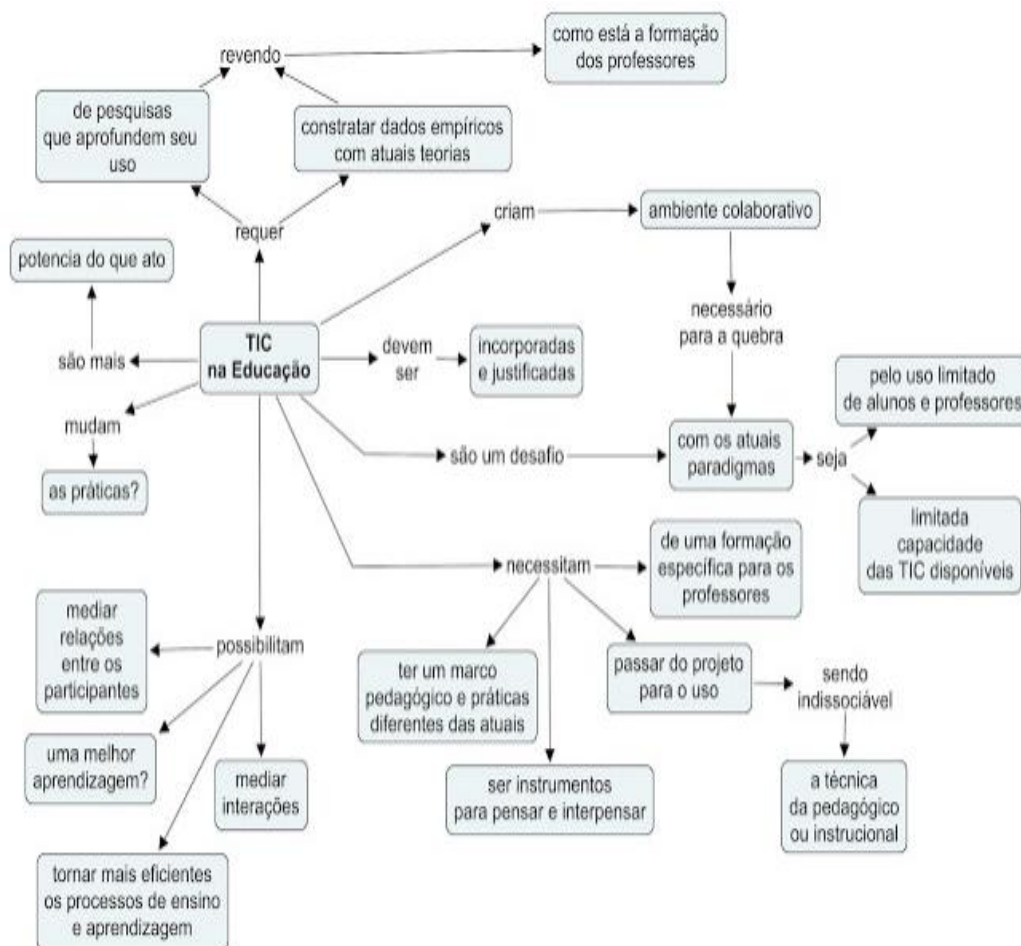 como está a formação
dos professores
revendo
de pesquisas
que aprofundem seu
uso
constratar dados empíricos
com atuais teorias
requer
criam
ambiente colaborativo
potencia do que ato
são mais
TIC
na Educação
devem
ser
incorporadas
e justificadas
necessário
para a quebra
pelo uso limitado
de alunos e professores
mudam
as práticas?
são um desafio
com os atuais
paradigmas
seja
limitada
capacidade
das TIC disponíveis
necessitam
de uma formação
específica para os
professores
mediar
relações
entre os
participantes
possibilitam
ter um marco
pedagógico e práticas
diferentes das atuais
passar do projeto
para o uso
sendo
indissociável
uma melhor
aprendizagem?
mediar
interações
ser instrumentos
para pensar e interpensar
a técnica
da pedagógico
ou instrucional
tornar mais eficientes
os processos de ensino
e aprendizagem